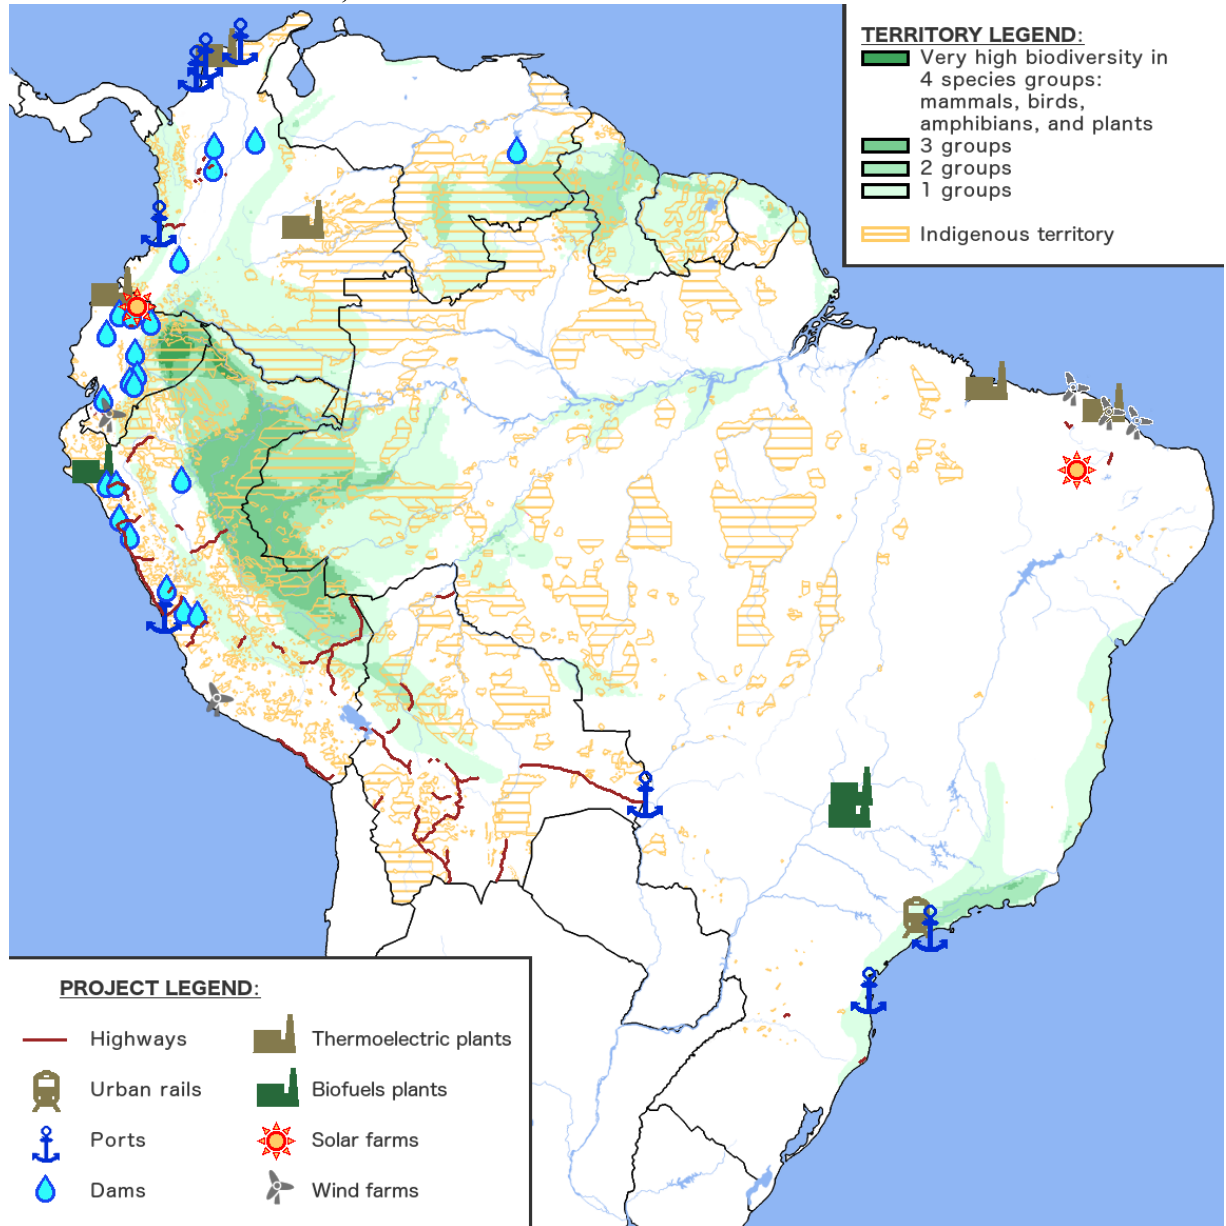 TERRITORY LEGEND:
Very high biodiversity in
4 species groups:
mammals, birds,
amphibian, and plants
3 groups
2 groups
1 groups
Indigenous territory
PROJECT LEGEND:
Highways
Thermoelectric plants
Urban rails
Biofuels plants
Ports
Solar farms
Dams
Wind farms